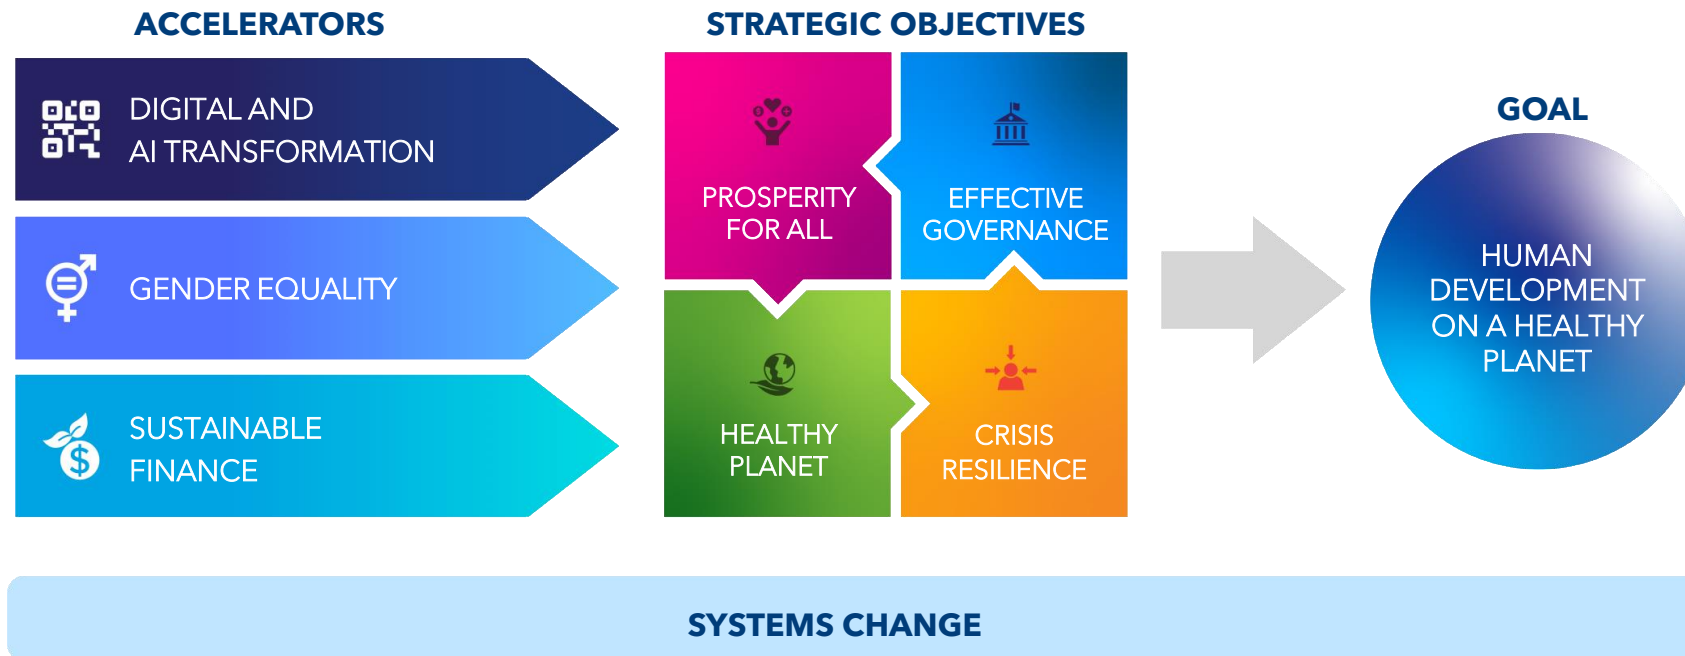 ACCELERATORS
DIGITAL AND
AI TRANSFORMATION
GENDER EQUALITY
SUSTAINABLE
FINANCE
STRATEGIC OBJECTIVES
PROSPERITY
FOR ALL
EFFECTIVE
GOVERNANCE
HEALTHY
PLANET
CRISIS
RESILIENCE
GOAL
HUMAN
DEVELOPMENT
ON A HEALTHY
PLANET
SYSTEMS CHANGE